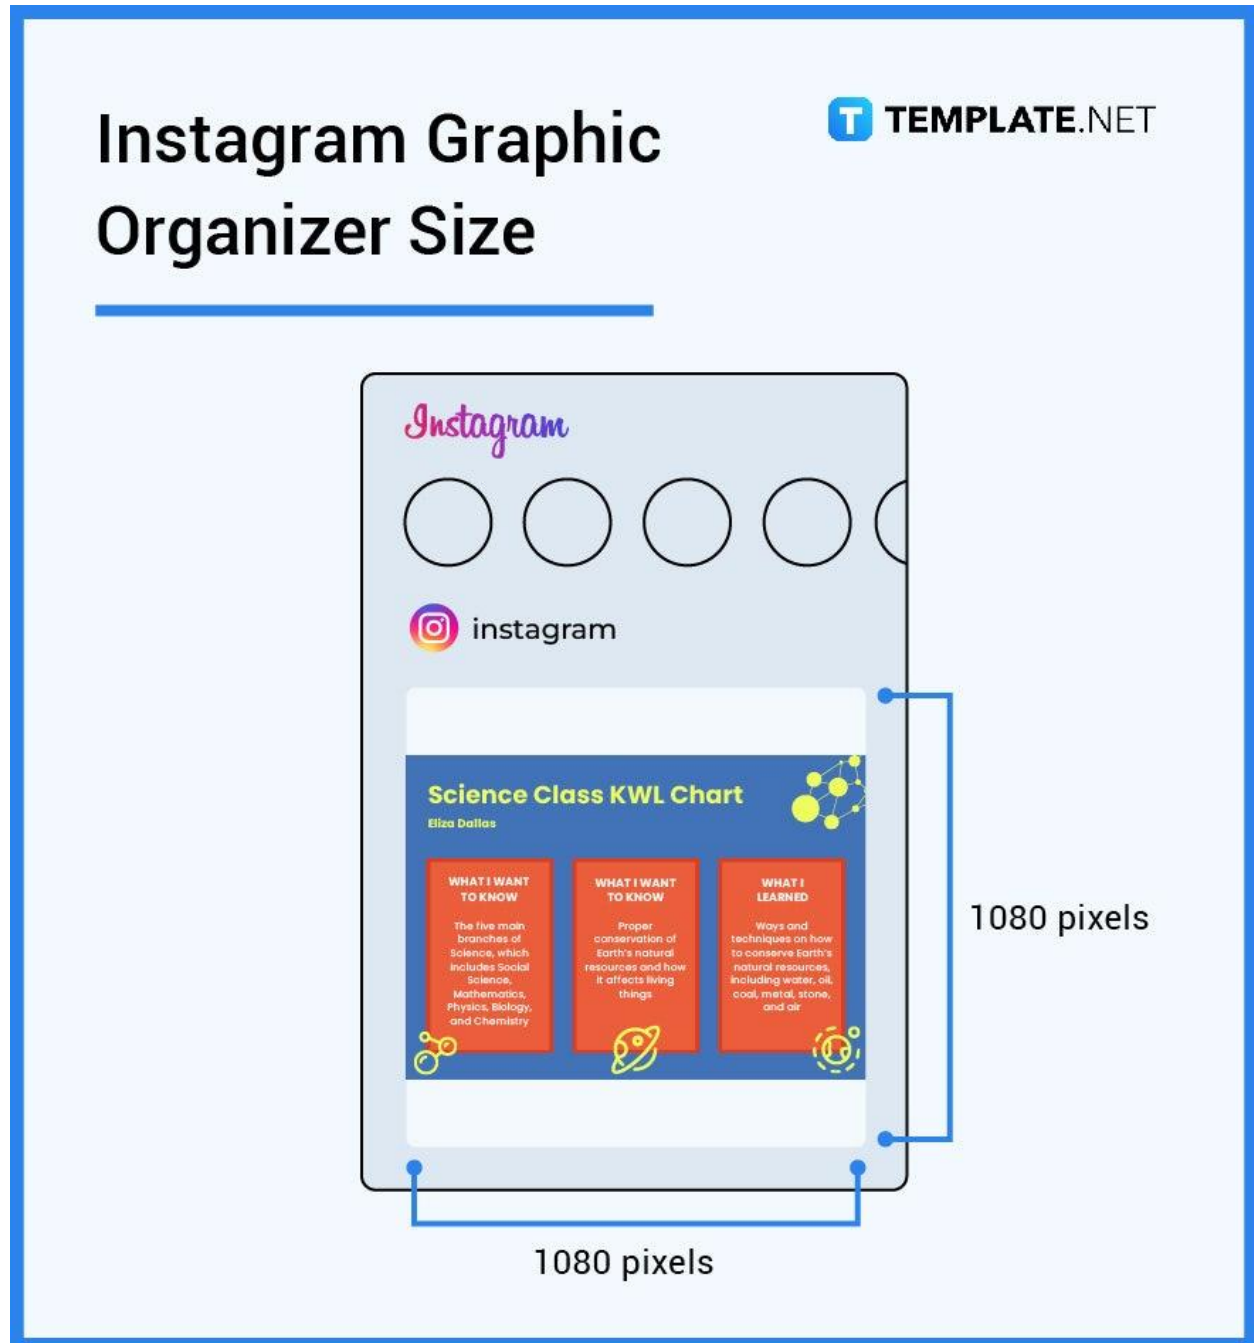 Instagram Graphic
Organizer Size
TEMPLATE.NET
Instagram
instagram
Science Class KWL Chart
Eliza Dallas
WHAT I WANT
TO KNOW
The five main
branches of
Science, which
includes Social
Science,
Mathematics,
Physics, Biology,
and Chemistry
WHAT I WANT
TO KNOW
Proper
conservation of
Earth's natural
resources and how
it affects living
things
WHAT I
LEARNED
Ways and
techniques on how
to conserve Earth's
natural resources,
including water, oil,
coal, metal, stone,
and air
1080 pixels
1080 pixels